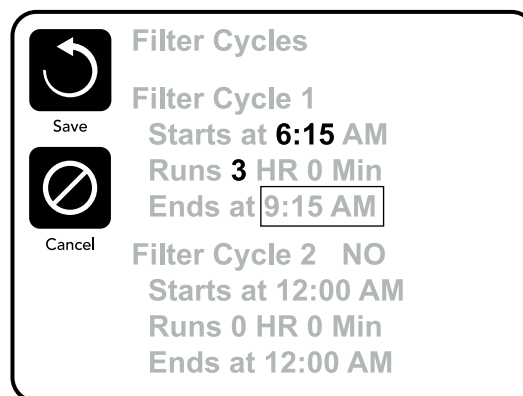 Filter Cycles
Save
Filter Cycle 1
Starts at 6:15 AM
Runs 3 HR 0 Min
Ends at 9:15 AM
Cancel
Filter Cycle 2 NO
Starts at 12:00 AM
Runs 0 HR 0 Min
Ends at 12:00 AM